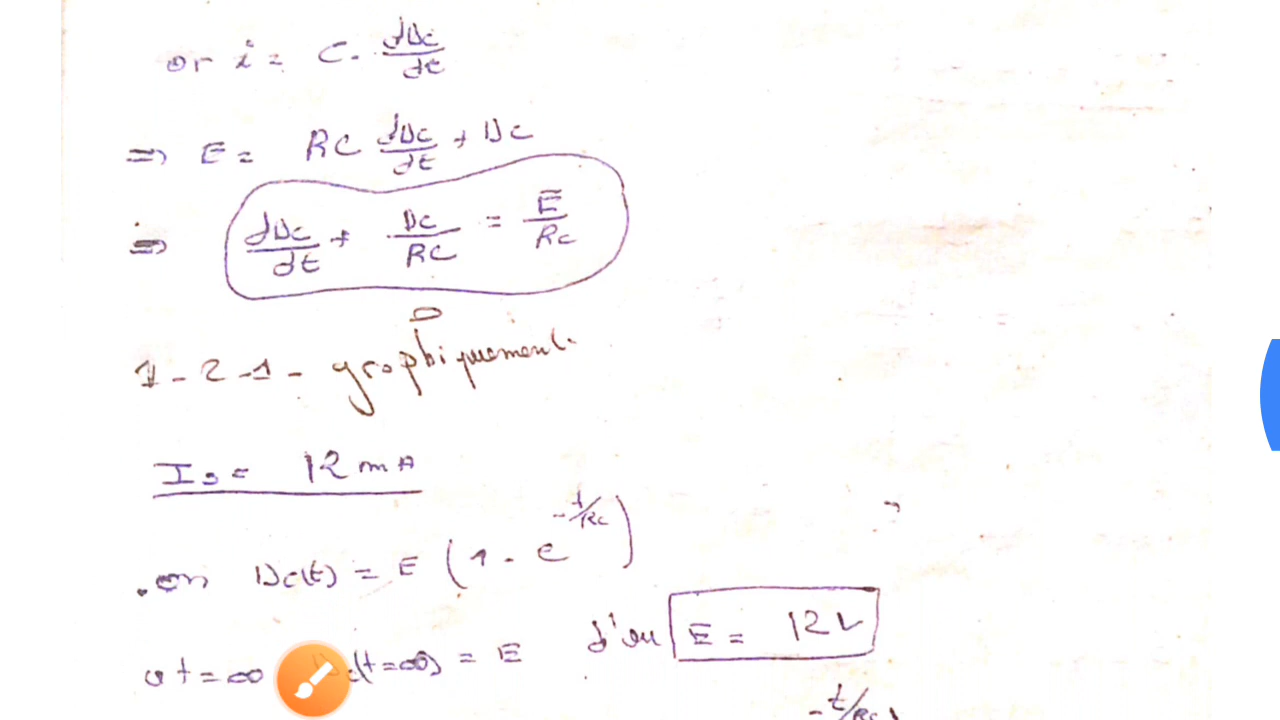 or i = C. dUc/dt
=> E = RC dUc/dt + Uc
=> dUc/dt + Uc/RC = E/RC
1-2-1- graphiquement
I0 = 12 mA
.on Uc(t) = E (1 - e^-t/RC)
à t = ∞ (t=∞) = E d'où E = 12V
-t/RC)